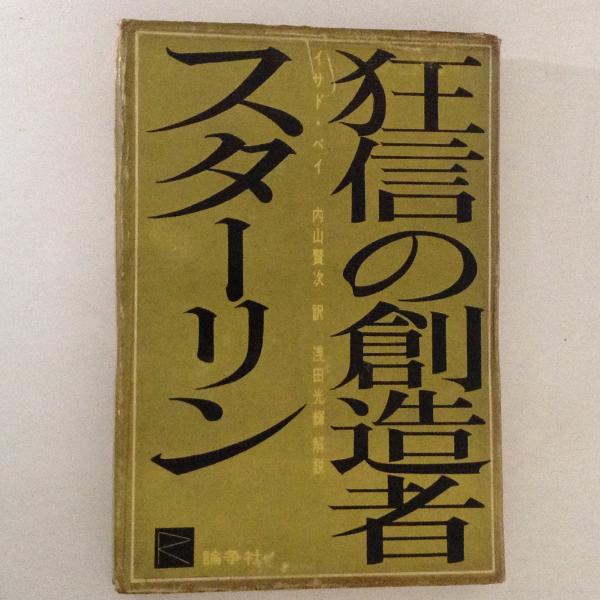 狂信の創造者
イサド・ベイ 内山賢次 訳 浅田光輝 解説
スターリン
論争社